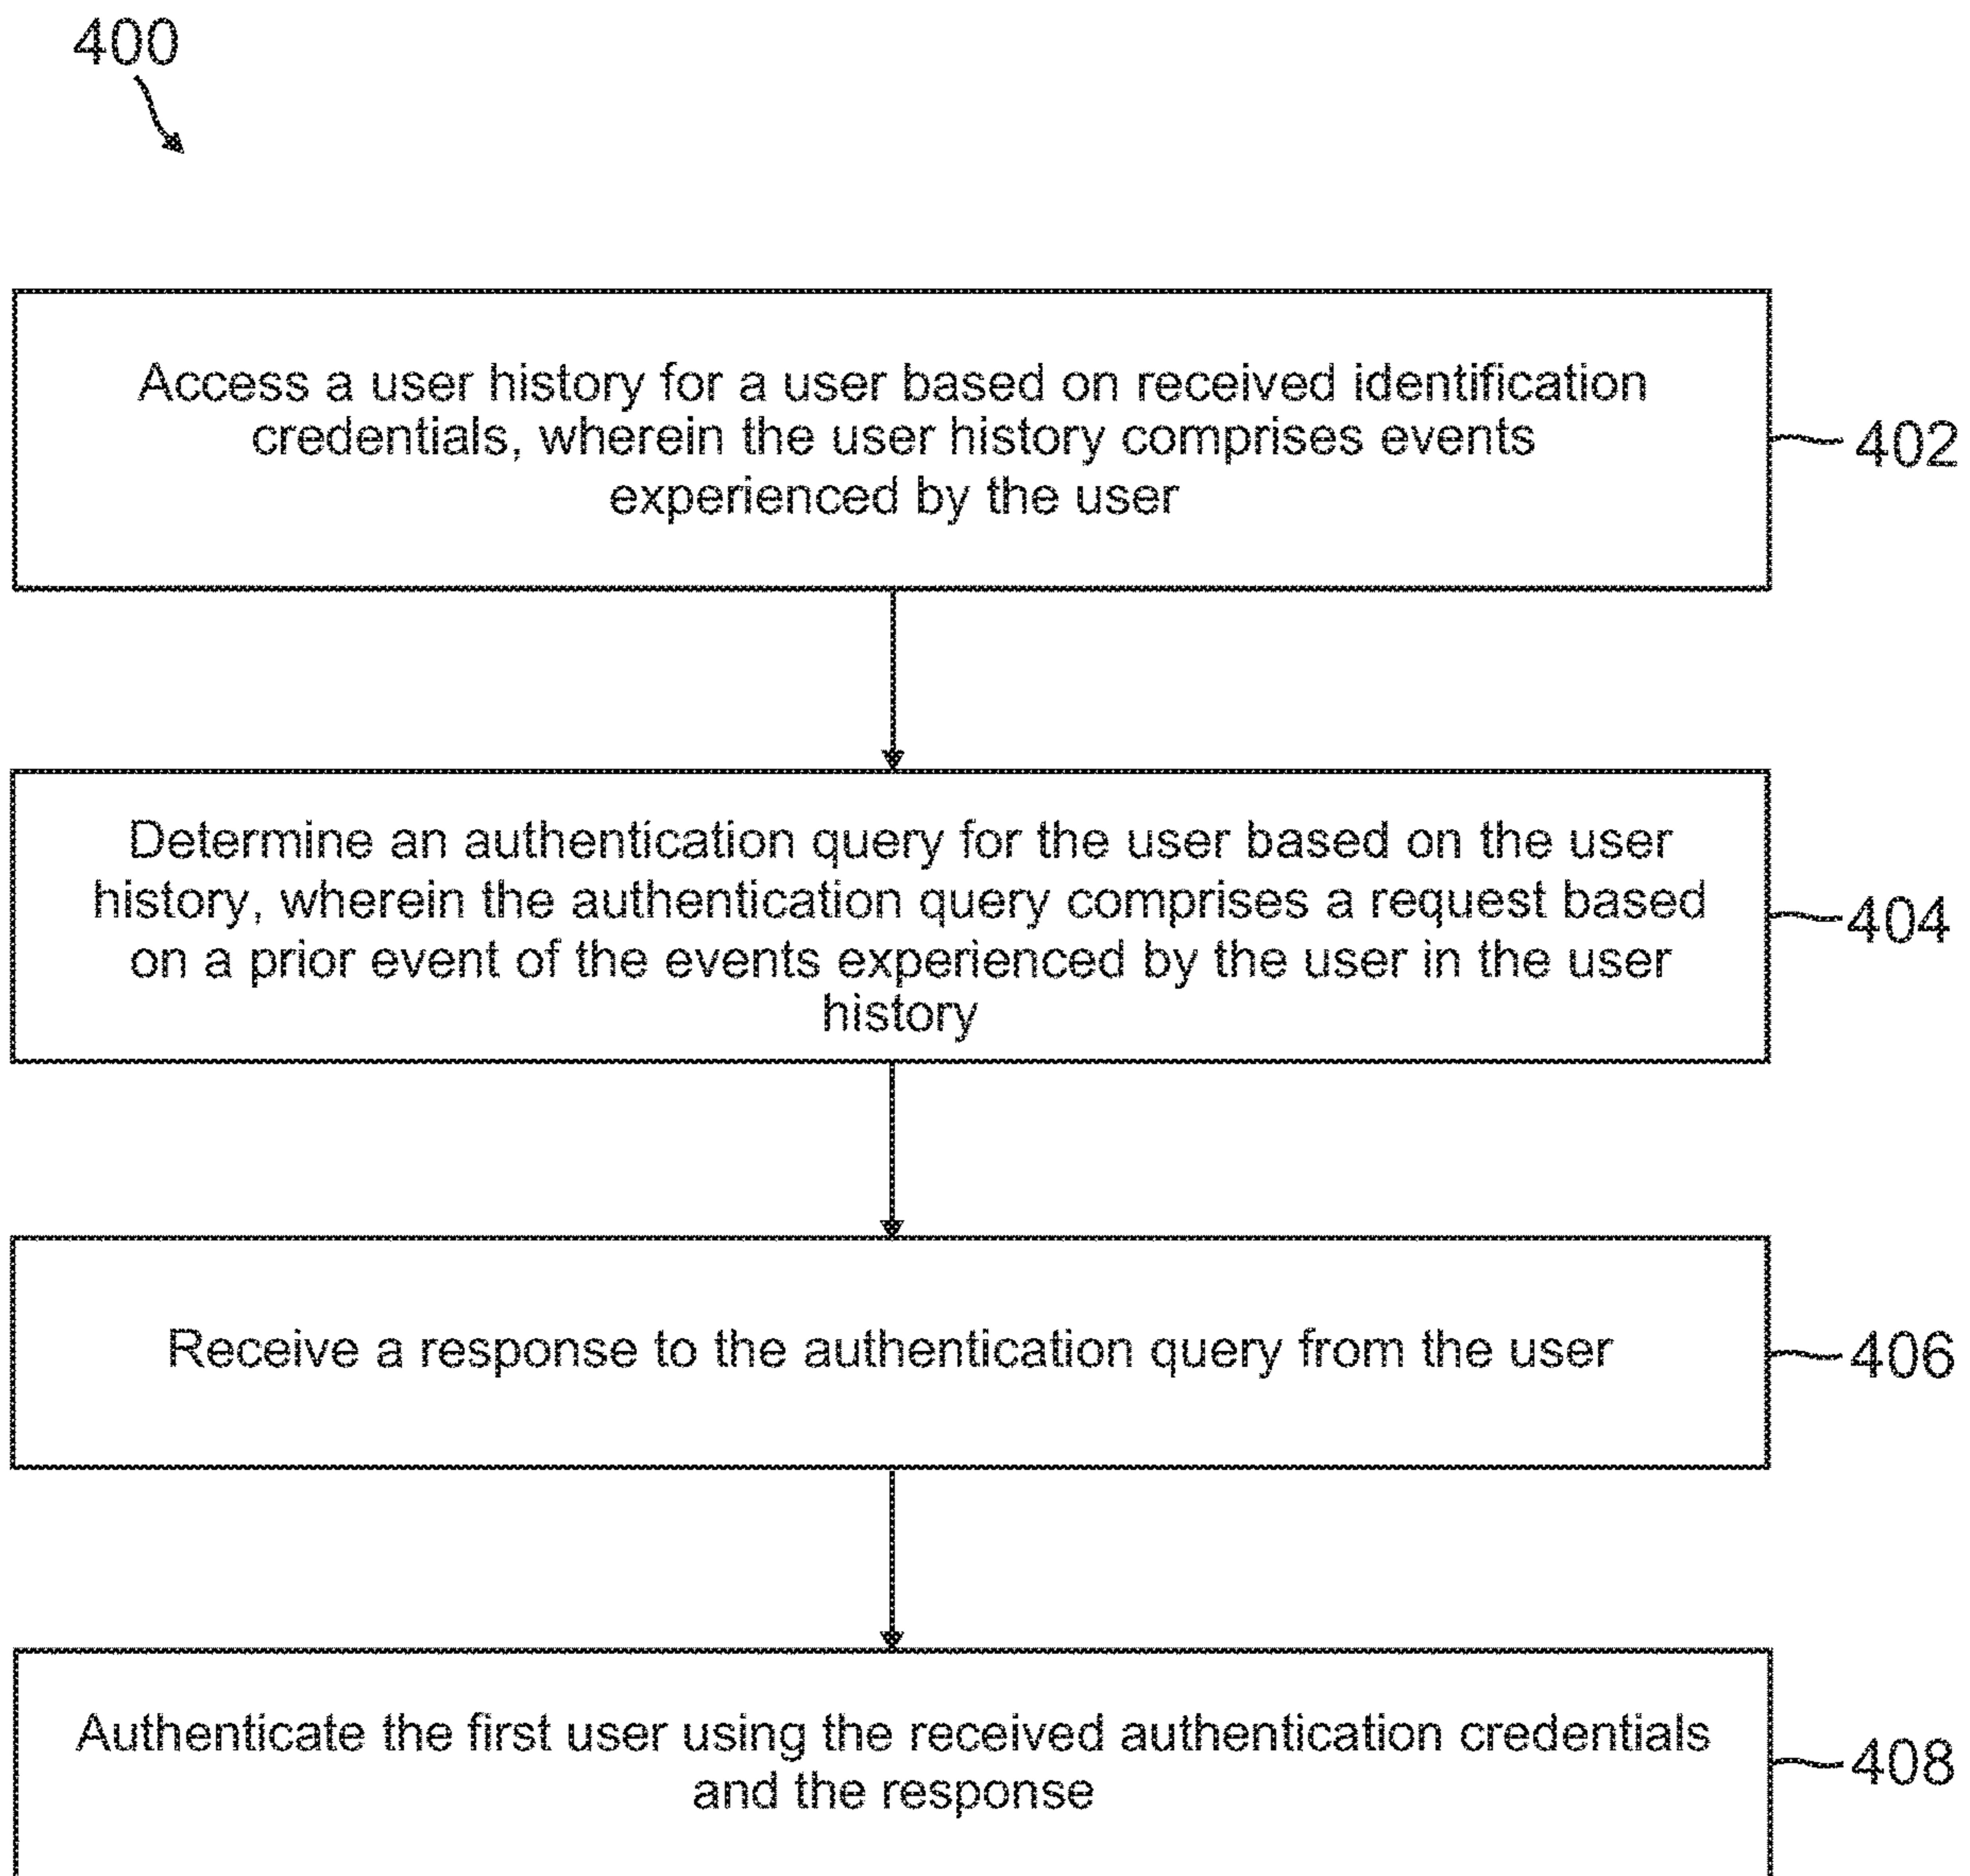 400
Access a user history for a user based on received identification
credentials, wherein the user history comprises events
experienced by the user
402
Determine an authentication query for the user based on the user
history, wherein the authentication query comprises a request based
on a prior event of the events experienced by the user in the user
history
404
Receive a response to the authentication query from the user
406
Authenticate the first user using the received authentication credentials
and the response
408